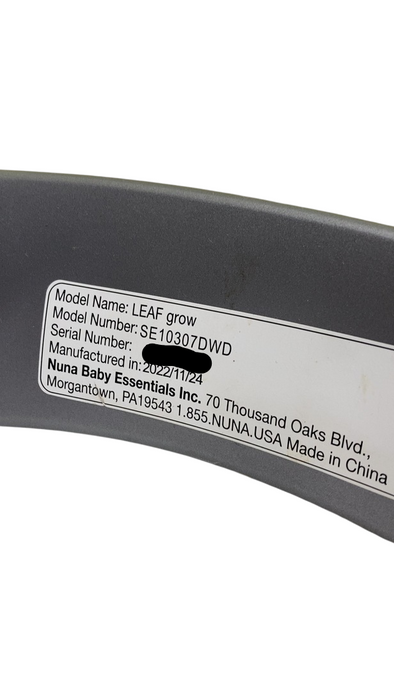 Model Name: LEAF grow
Model Number: SE10307DWD
Serial Number:
Manufactured in: 2022/11/24
Nuna Baby Essentials Inc. 70 Thousand Oaks Blvd.,
Morgantown, PA19543 1.855.NUNA.USA Made in China